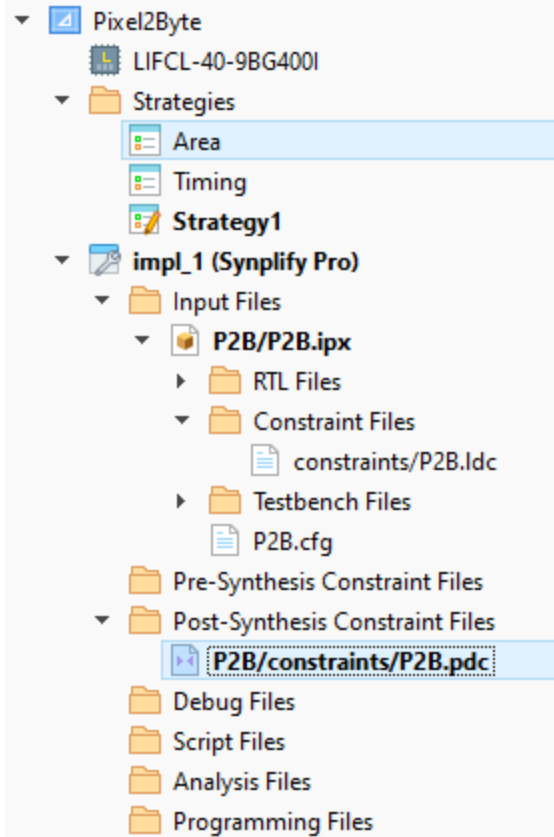 Pixel2Byte
LIFCL-40-9BG400I
Strategies
Area
Timing
Strategy1
impl_1 (Synplify Pro)
Input Files
P2B/P2B.ipx
RTL Files
Constraint Files
constraints/P2B.ldc
Testbench Files
P2B.cfg
Pre-Synthesis Constraint Files
Post-Synthesis Constraint Files
P2B/constraints/P2B.pdc
Debug Files
Script Files
Analysis Files
Programming Files